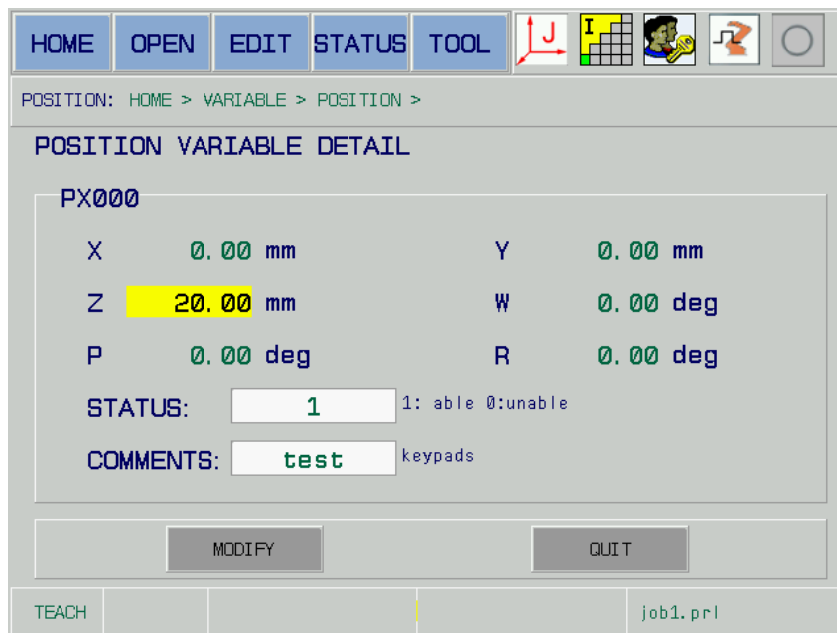 HOME OPEN EDIT STATUS TOOL J I
POSITION: HOME > VARIABLE > POSITION >
POSITION VARIABLE DETAIL
PX000
X 0.00 mm Y 0.00 mm
Z 20.00 mm W 0.00 deg
P 0.00 deg R 0.00 deg
STATUS: 1 1: able 0:unable
COMMENTS: test keypads
MODIFY QUIT
TEACH job1.prl